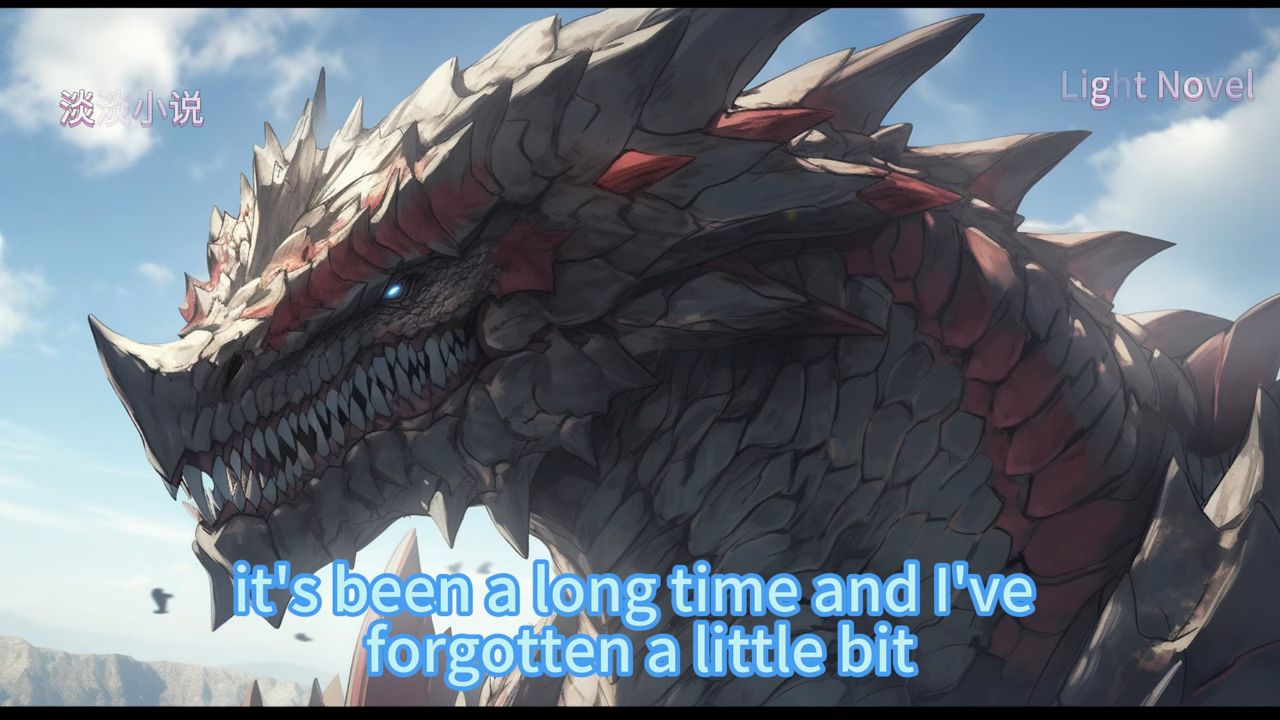 淡淡小说
Light Novel
it's been a long time and I've
forgotten a little bit